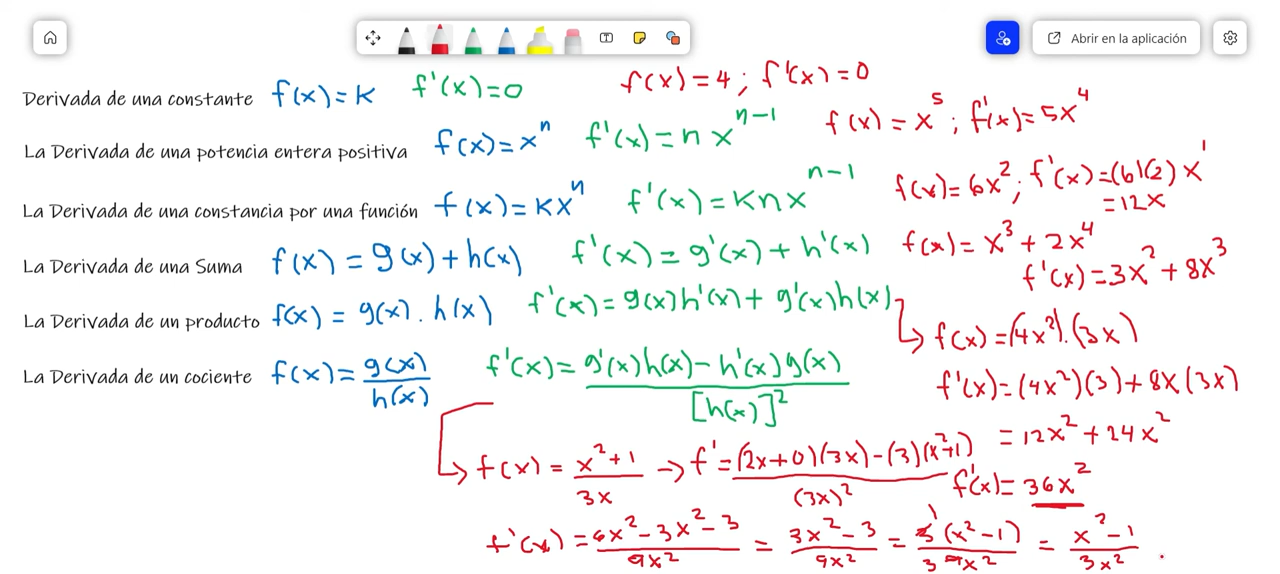 Abrir en la aplicación
Derivada de una constante f(x)=K f'(x)=0 f(x)=4; f'(x)=0
La Derivada de una potencia entera positiva f(x)=x^n f'(x)=n x^{n-1} f(x)=x^5; f'(x)=5x^4
La Derivada de una constancia por una función f(x)=Kx^n f'(x)=Knx^{n-1} f(x)=6x^2; f'(x)=(6)(2)x^1
=12x
La Derivada de una Suma f(x)=g(x)+h(x) f'(x)=g'(x)+h'(x) f(x)=x^3+2x^4
f'(x)=3x^2+8x^3
La Derivada de un producto f(x)=g(x).h(x) f'(x)=g(x)h'(x)+g'(x)h(x)
f(x)=(4x^2).(3x)
La Derivada de un cociente f(x)=g(x)/h(x) f'(x)=g'(x)h(x)-h'(x)g(x)/[h(x)]^2 f'(x)=(4x^2)(3)+8x(3x)
=12x^2+24x^2
f'(x)=36x^2
f(x)=x^2+1/3x → f'=(2x+0)(3x)-(3)(x^2+1)/(3x)^2
f'(x)=6x^2-3x^2-3/9x^2 = 3x^2-3/9x^2 = 3 1(x^2-1)/3 9x^2 = x^2-1/3x^2 .